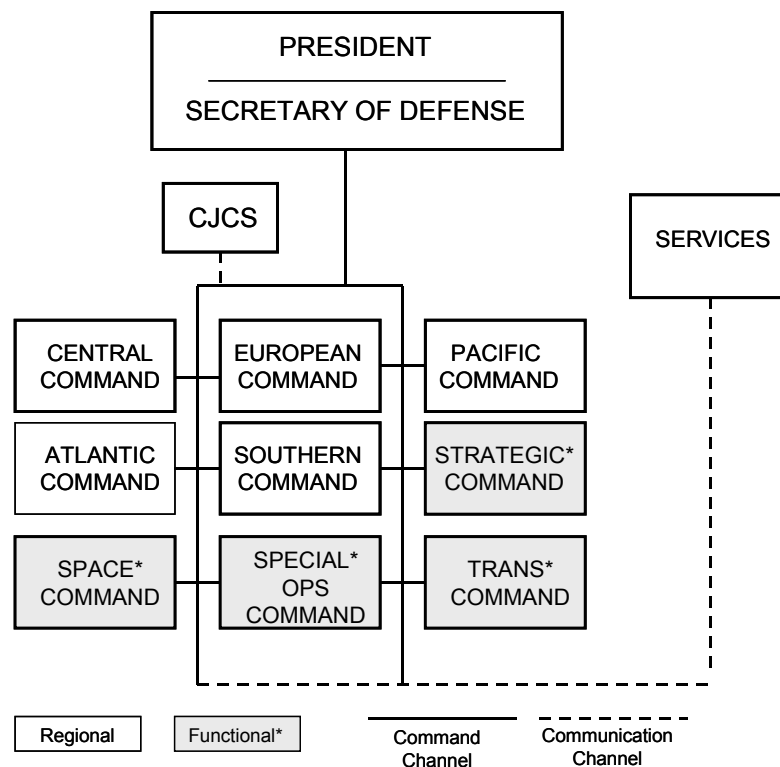 PRESIDENT
SECRETARY OF DEFENSE
CJCS
SERVICES
CENTRAL
COMMAND
EUROPEAN
COMMAND
PACIFIC
COMMAND
ATLANTIC
COMMAND
SOUTHERN
COMMAND
STRATEGIC*
COMMAND
SPACE*
COMMAND
SPECIAL*
OPS
COMMAND
TRANS*
COMMAND
Regional
Functional*
Command
Channel
Communication
Channel